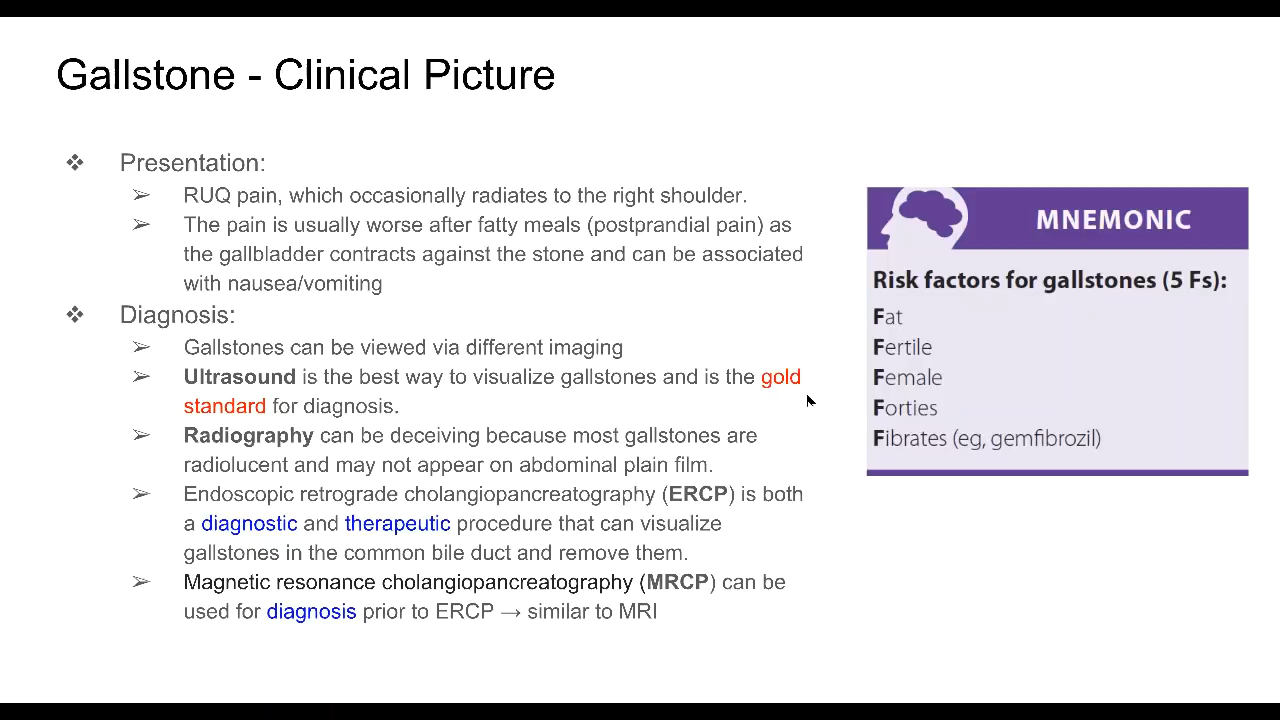 Gallstone - Clinical Picture
❖ Presentation:
➢ RUQ pain, which occasionally radiates to the right shoulder.
➢ The pain is usually worse after fatty meals (postprandial pain) as
the gallbladder contracts against the stone and can be associated
with nausea/vomiting
❖ Diagnosis:
➢ Gallstones can be viewed via different imaging
➢ Ultrasound is the best way to visualize gallstones and is the gold
standard for diagnosis.
➢ Radiography can be deceiving because most gallstones are
radiolucent and may not appear on abdominal plain film.
➢ Endoscopic retrograde cholangiopancreatography (ERCP) is both
a diagnostic and therapeutic procedure that can visualize
gallstones in the common bile duct and remove them.
➢ Magnetic resonance cholangiopancreatography (MRCP) can be
used for diagnosis prior to ERCP → similar to MRI
MNEMONIC
Risk factors for gallstones (5 Fs):
Fat
Fertile
Female
Forties
Fibrates (eg, gemfibrozil)